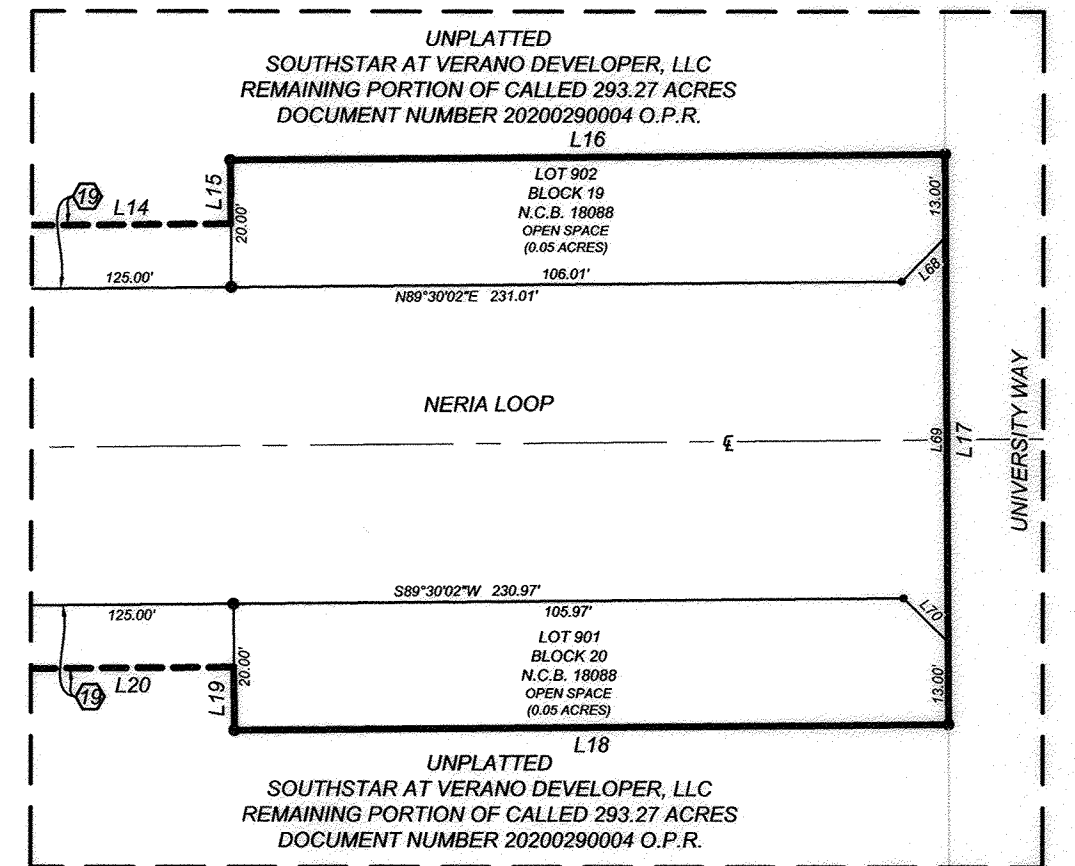 UNPLATTED
SOUTHSTAR AT VERANO DEVELOPER, LLC
REMAINING PORTION OF CALLED 293.27 ACRES
DOCUMENT NUMBER 20200290004 O.P.R.
L16
LOT 902
BLOCK 19
N.C.B. 18088
OPEN SPACE
(0.05 ACRES)
19
L14
L15
20.00'
13.00'
L68
125.00'
106.01'
N89°30'02"E 231.01'
NERIA LOOP
℄
L69
L17
UNIVERSITY WAY
S89°30'02"W 230.97'
125.00'
105.97'
L70
LOT 901
BLOCK 20
N.C.B. 18088
OPEN SPACE
(0.05 ACRES)
20.00'
13.00'
19
L20
L19
L18
UNPLATTED
SOUTHSTAR AT VERANO DEVELOPER, LLC
REMAINING PORTION OF CALLED 293.27 ACRES
DOCUMENT NUMBER 20200290004 O.P.R.